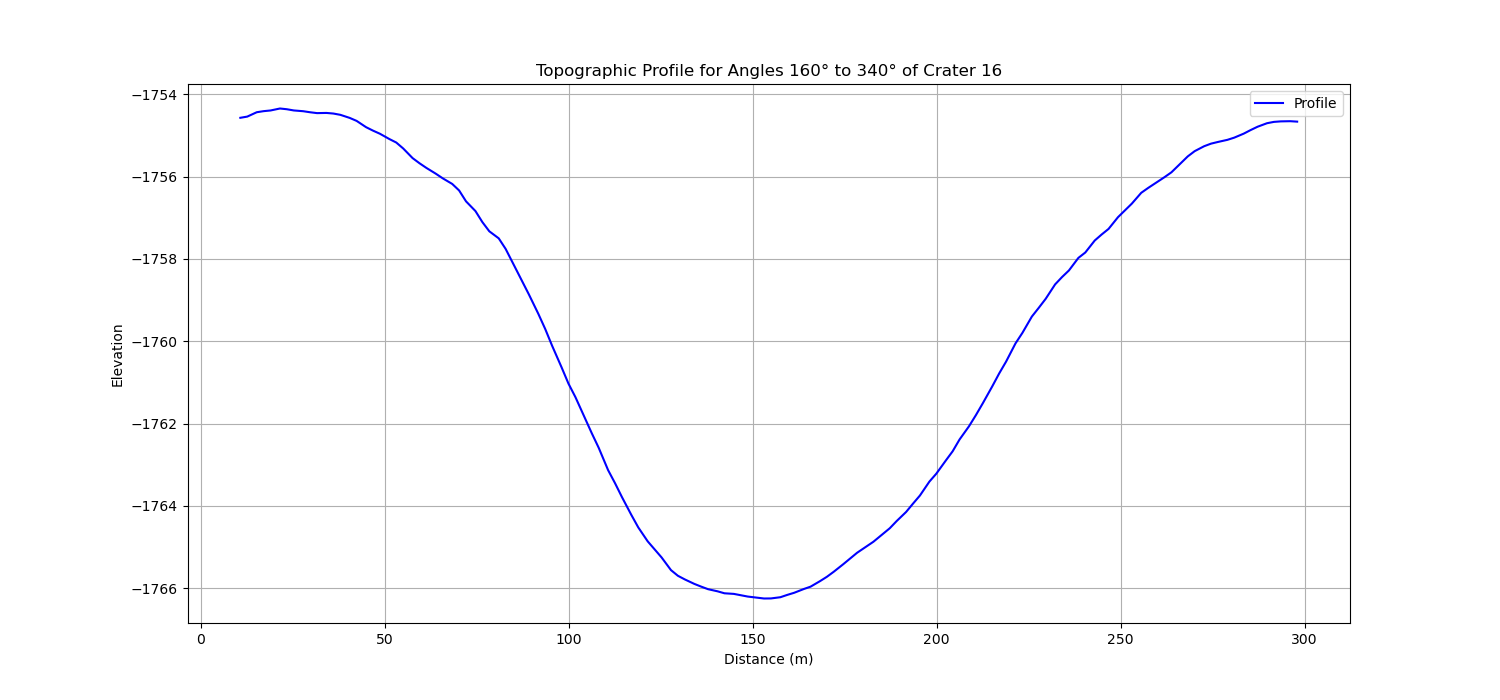 Topographic Profile for Angles 160° to 340° of Crater 16
Profile
−1754
−1756
−1758
−1760
−1762
−1764
−1766
Elevation
0 50 100 150 200 250 300
Distance (m)